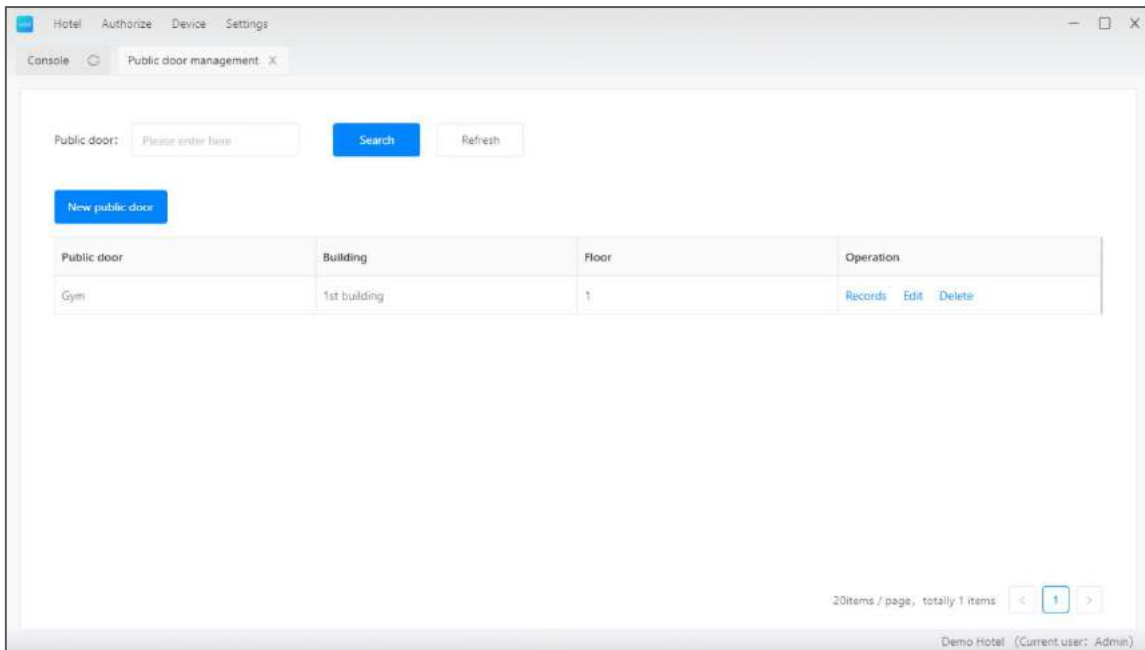 Hotel Authorize Device Settings
Console Public door management X
Public door: Please enter here Search Refresh
New public door
Public door Building Floor Operation
Gym 1st building 1 Records Edit Delete
20items / page, totally 1 items < 1 >
Demo Hotel (Current user: Admin)